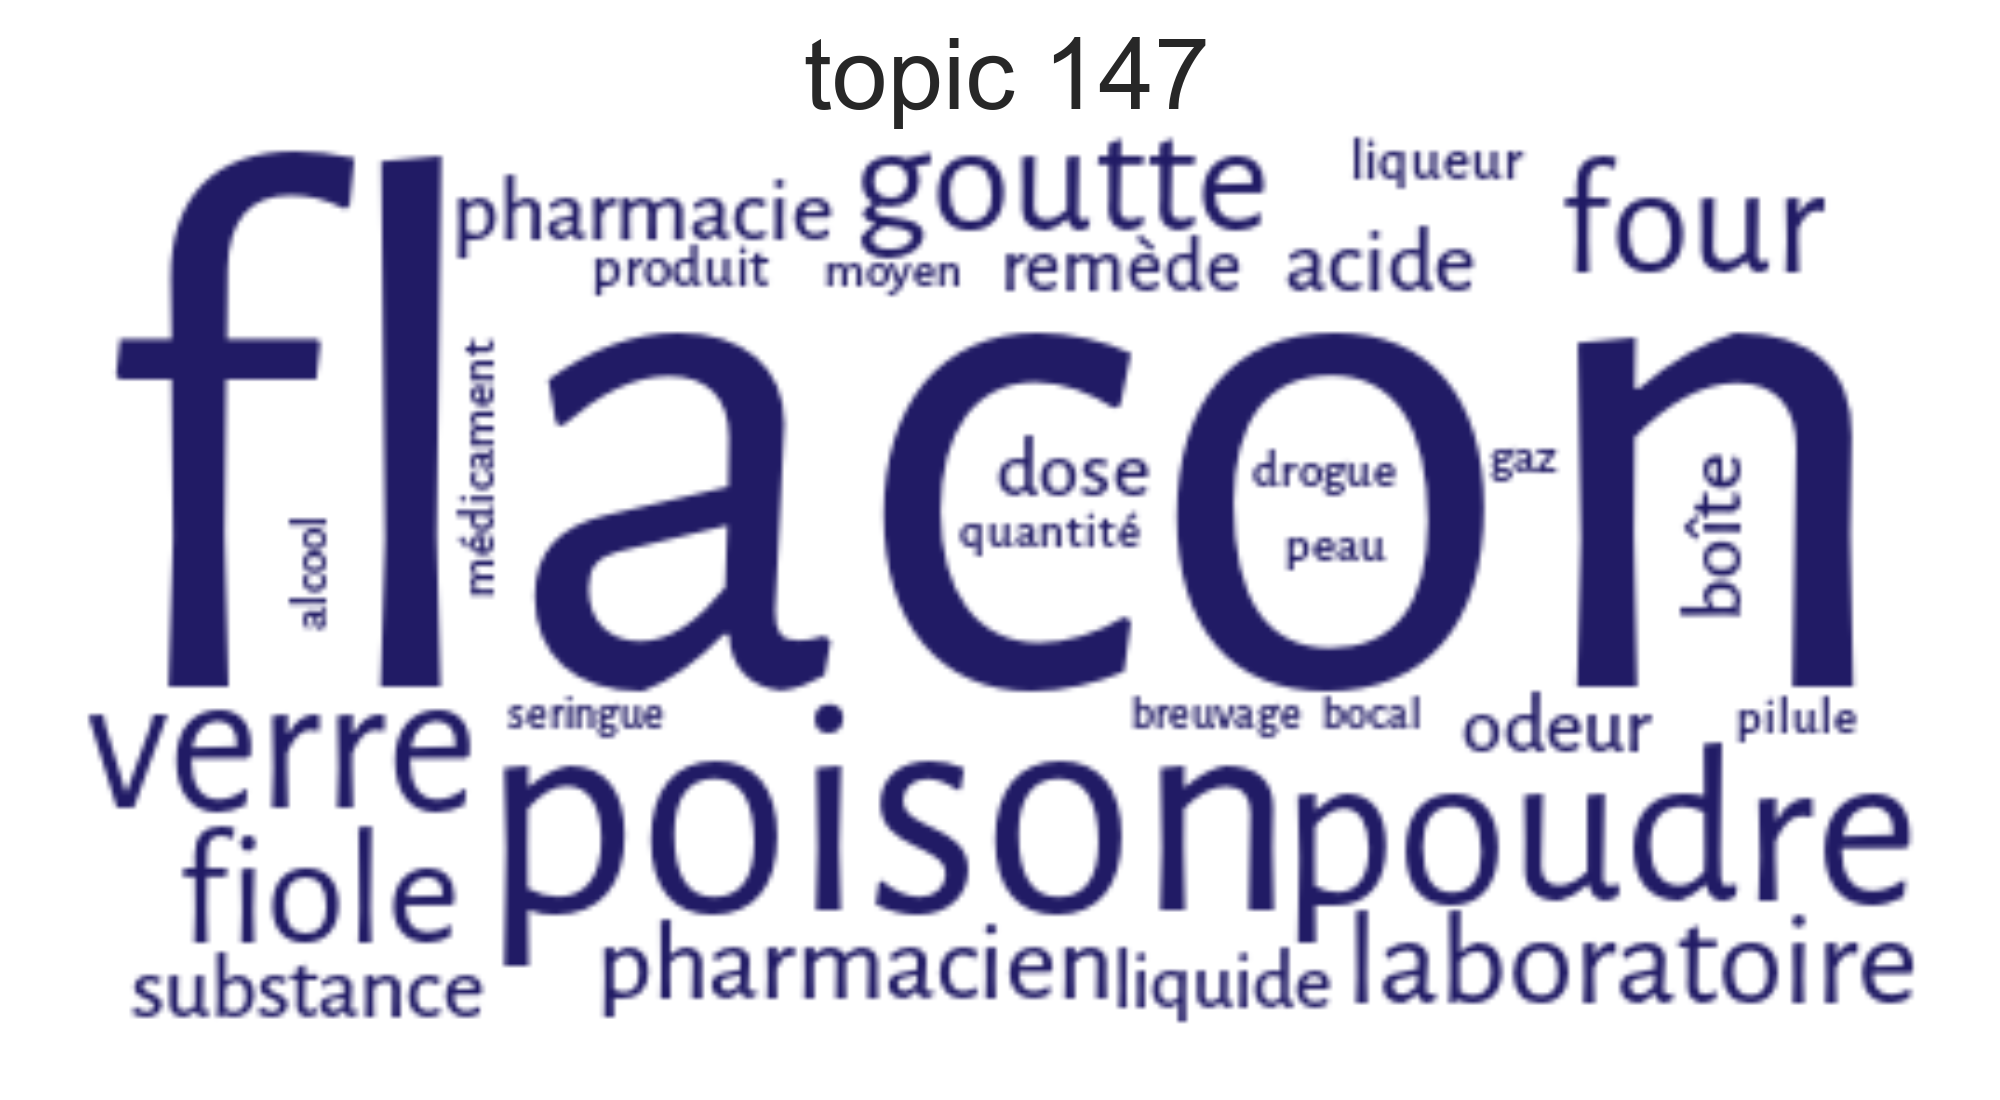 topic 147
pharmacie goutte liqueur four
produit moyen remède acide
flacon
médicament
alcool
dose drogue gaz
quantité peau
boîte
verre seringue breuvage bocal odeur pilule
poison poudre
fiole
substance pharmacien liquide laboratoire